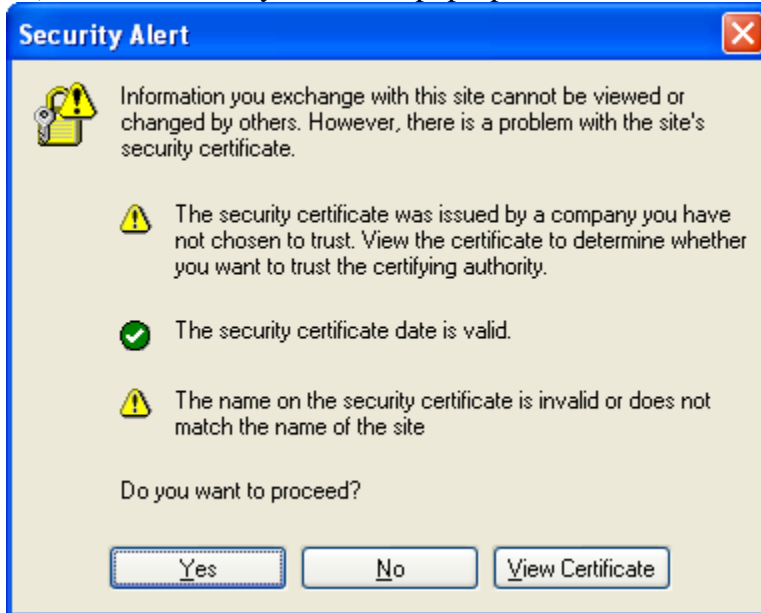 Security Alert
Information you exchange with this site cannot be viewed or
changed by others. However, there is a problem with the site's
security certificate.
The security certificate was issued by a company you have
not chosen to trust. View the certificate to determine whether
you want to trust the certifying authority.
The security certificate date is valid.
The name on the security certificate is invalid or does not
match the name of the site
Do you want to proceed?
Yes No View Certificate